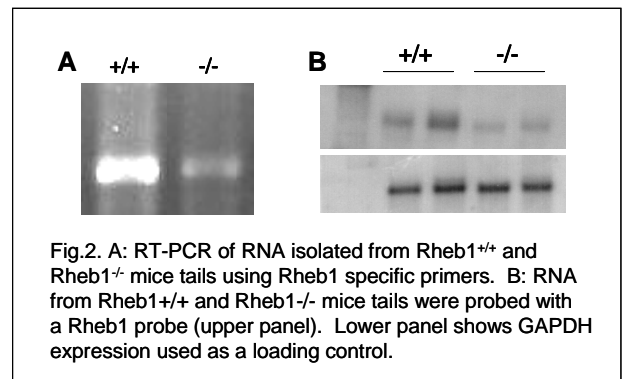 A +/+ -/- B +/+ -/-
Fig.2. A: RT-PCR of RNA isolated from Rheb1+/+ and
Rheb1-/- mice tails using Rheb1 specific primers. B: RNA
from Rheb1+/+ and Rheb1-/- mice tails were probed with
a Rheb1 probe (upper panel). Lower panel shows GAPDH
expression used as a loading control.